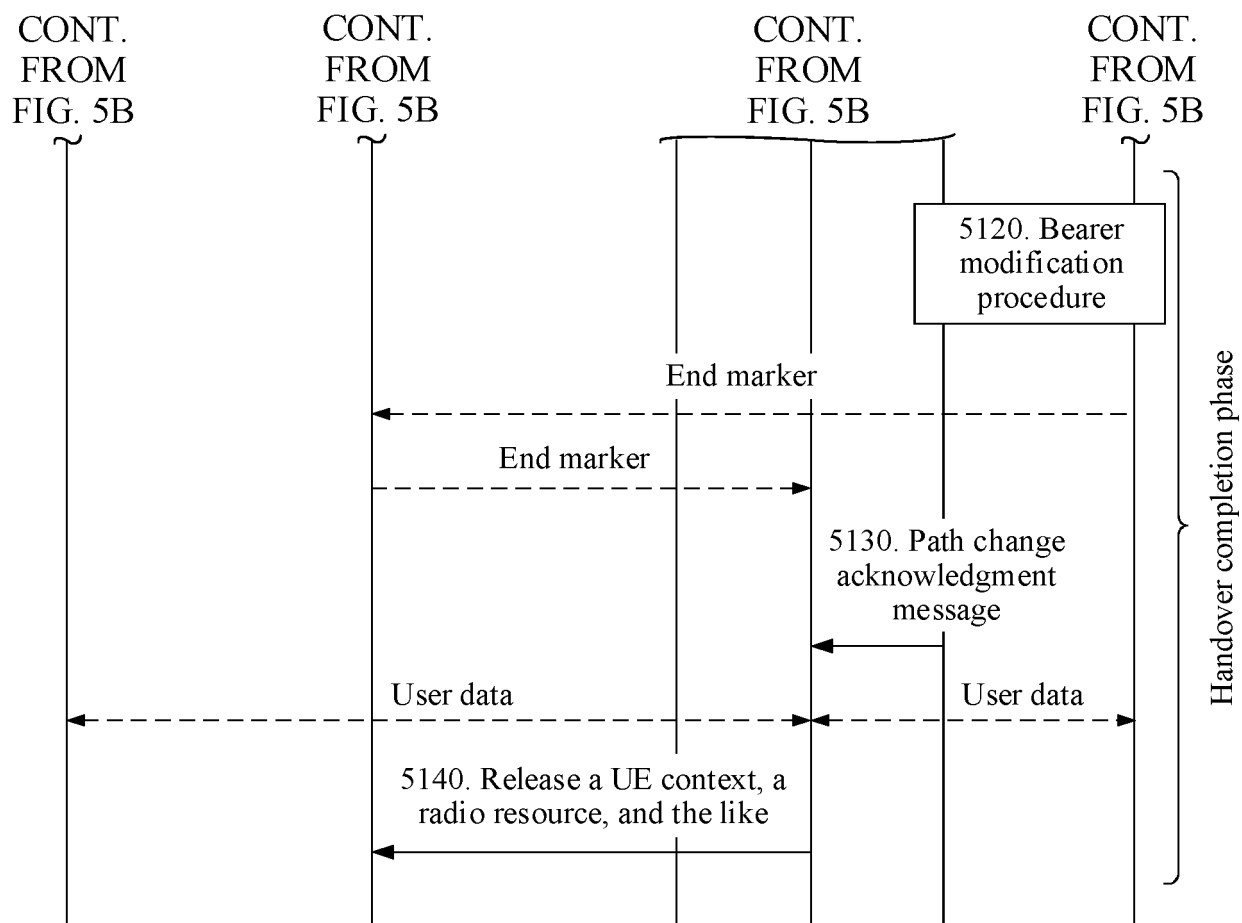 CONT.
FROM
FIG. 5B
CONT.
FROM
FIG. 5B
CONT.
FROM
FIG. 5B
CONT.
FROM
FIG. 5B
5120. Bearer
modification
procedure
End marker
End marker
5130. Path change
acknowledgment
message
User data
User data
5140. Release a UE context, a
radio resource, and the like
Handover completion phase